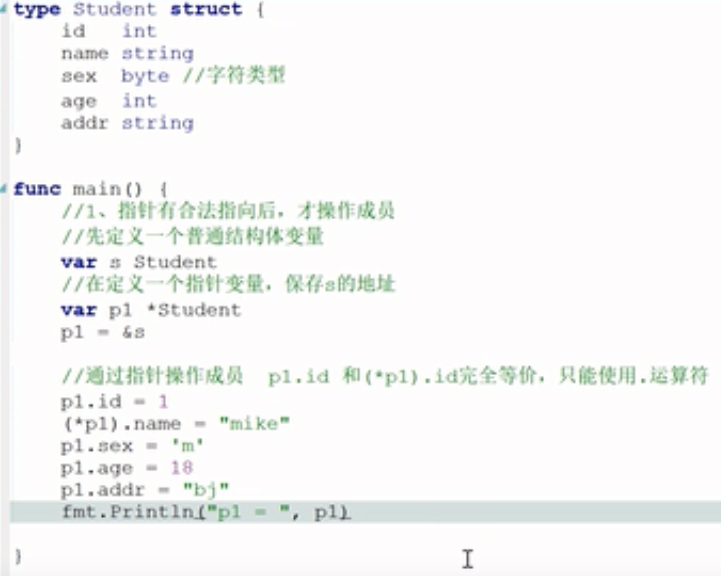 type Student struct {
    id   int
    name string
    sex  byte //字符类型
    age  int
    addr string
}
func main() {
    //1、指针有合法指向后，才操作成员
    //先定义一个普通结构体变量
    var s Student
    //在定义一个指针变量，保存s的地址
    var p1 *Student
    p1 = &s
    //通过指针操作成员  p1.id 和(*p1).id完全等价，只能使用.运算符
    p1.id = 1
    (*p1).name = "mike"
    p1.sex = 'm'
    p1.age = 18
    p1.addr = "bj"
    fmt.Println("p1 = ", p1)
}